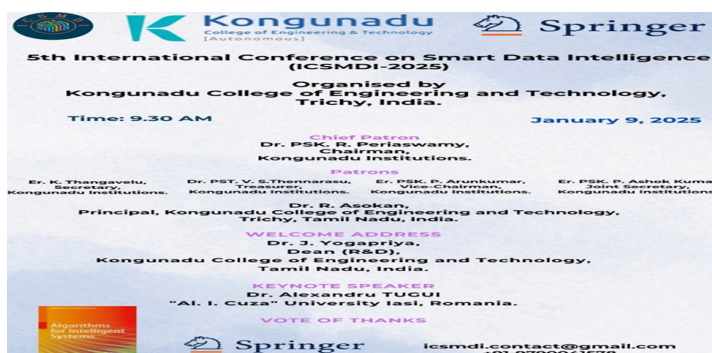 Kongunadu
College of Engineering & Technology
[Autonomous]
Springer
5th International Conference on Smart Data Intelligence
(ICSMDI-2025)
Organised by
Kongunadu College of Engineering and Technology,
Trichy, India.
Time: 9.30 AM
January 9, 2025
Chief Patron
Dr. PSK. R. Periaswamy,
Chairman,
Kongunadu Institutions.
Patrons
Er. K. Thangavelu,
Secretary,
Kongunadu Institutions.
Dr. PST. V. S.Thennarasu,
Treasurer,
Kongunadu Institutions.
Er. PSK. P. Arunkumar,
Vice-Chairman,
Kongunadu Institutions.
Er. PSK. P. Ashok Kuma
Joint Secretary,
Kongunadu Institutions.
Dr. R. Asokan,
Principal, Kongunadu College of Engineering and Technology,
Trichy, Tamil Nadu, India.
WELCOME ADDRESS
Dr. J. Yogapriya,
Dean (R&D),
Kongunadu College of Engineering and Technology,
Tamil Nadu, India.
KEYNOTE SPEAKER
Dr. Alexandru TUGUI
"Al. I. Cuza" University Iasi, Romania.
VOTE OF THANKS
Algorithms
for Intelligent
Systems
Springer
icsmdi.contact@gmail.com